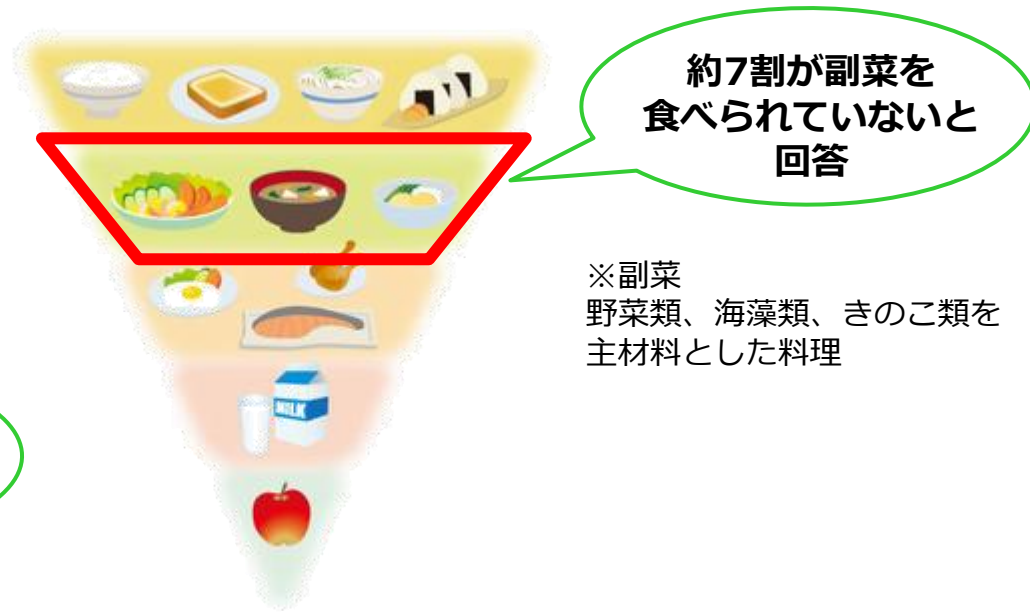 約7割が副菜を
食べられていないと
回答
※副菜
野菜類、海藻類、きのこ類を
主材料とした料理
MILK